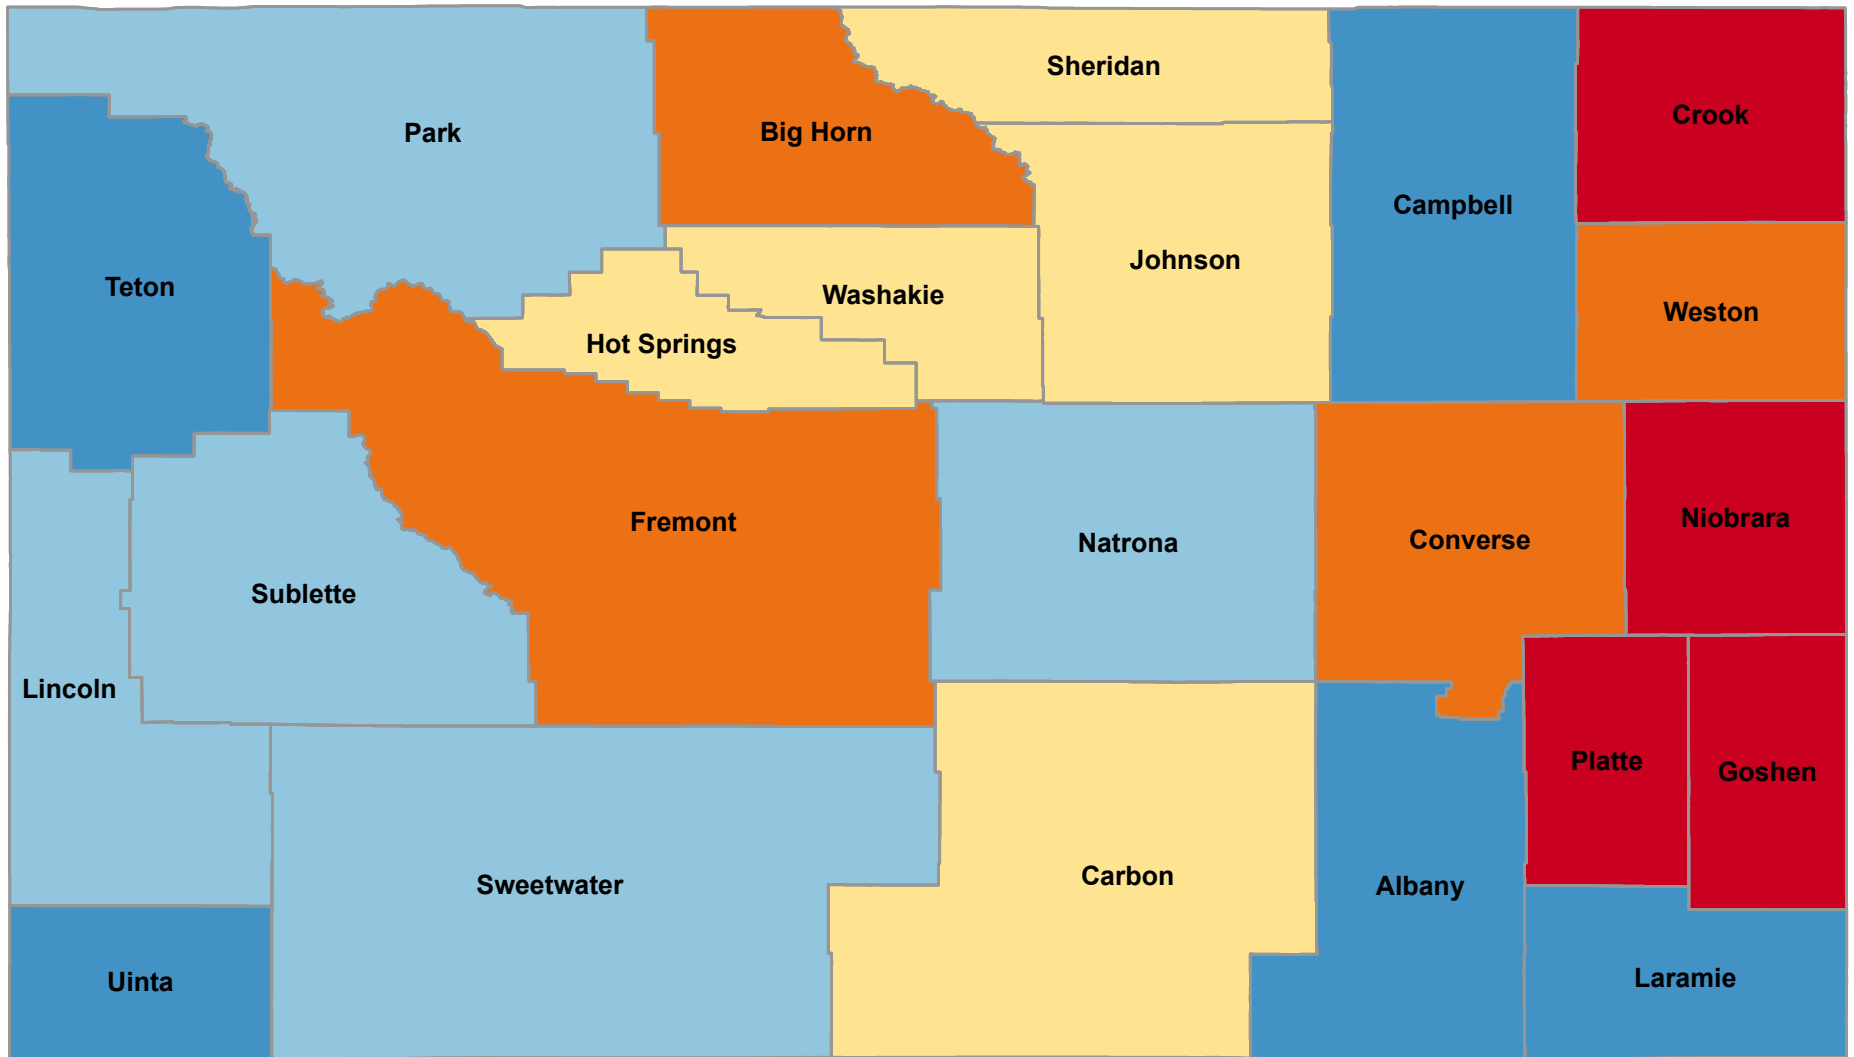 Sheridan
Crook
Park
Big Horn
Campbell
Johnson
Teton
Washakie
Weston
Hot Springs
Niobrara
Fremont
Converse
Natrona
Sublette
Lincoln
Platte
Goshen
Carbon
Sweetwater
Albany
Laramie
Uinta